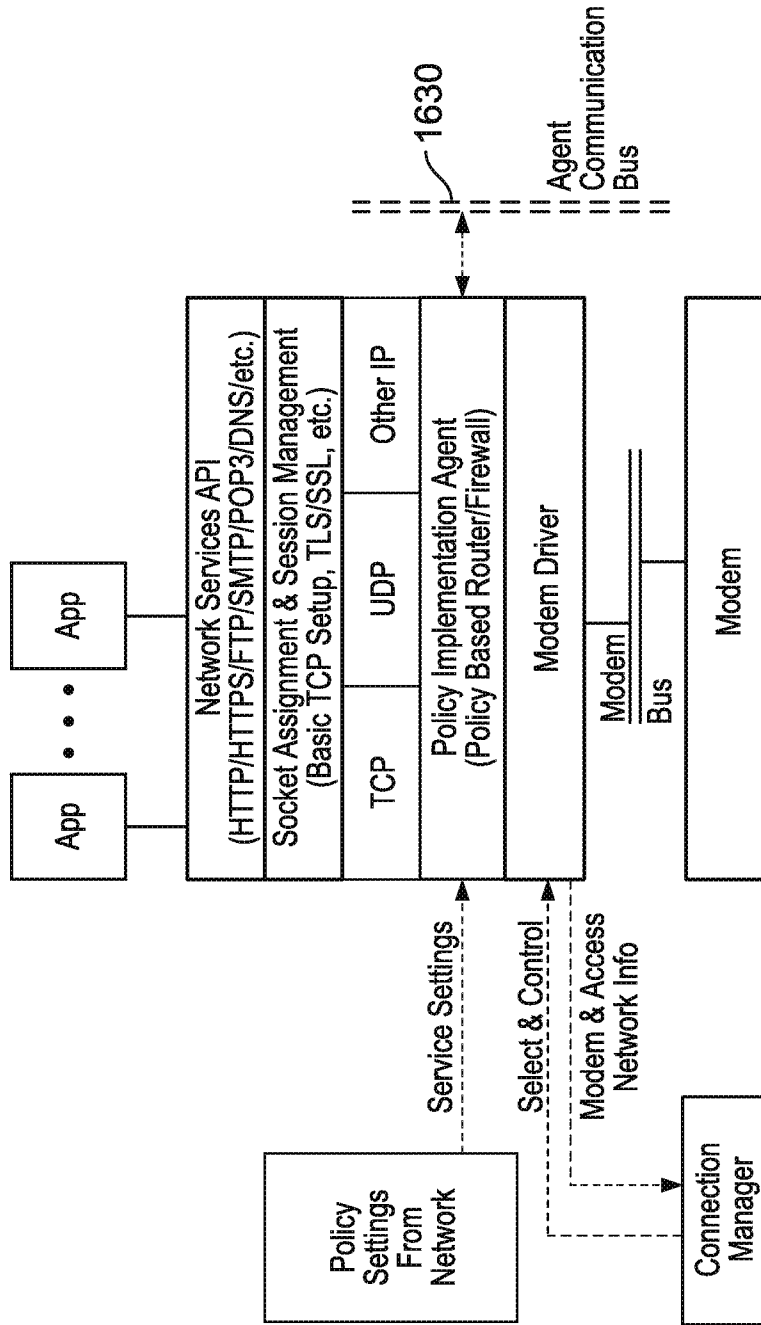 App
App
Network Services API
(HTTP/HTTPS/FTP/SMTP/POP3/DNS/etc.)
Socket Assignment & Session Management
(Basic TCP Setup, TLS/SSL, etc.)
TCP
UDP
Other IP
Policy Implementation Agent
(Policy Based Router/Firewall)
Modem Driver
Modem
Bus
Modem
Policy
Settings
From
Network
Service Settings
Select & Control
Modem & Access
Network Info
Connection
Manager
1630
Agent
Communication
Bus